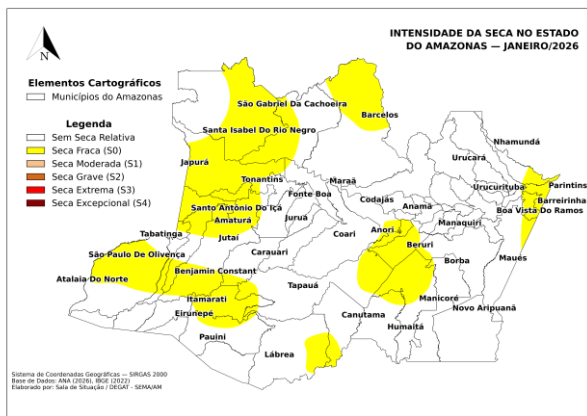 INTENSIDADE DA SECA NO ESTADO
DO AMAZONAS — JANEIRO/2026
N
Elementos Cartográficos
Municípios do Amazonas
Legenda
Sem Seca Relativa
Seca Fraca (S0)
Seca Moderada (S1)
Seca Grave (S2)
Seca Extrema (S3)
Seca Excepcional (S4)
São Gabriel Da Cachoeira
Barcelos
Santa Isabel Do Rio Negro
Nhamundá
Japurá
Urucará
Tonantins
Maraã
Urucurituba
Parintins
Fonte Boa
Barreirinha
Santo Antônio Do Içá
Codajás
Anamã
Boa Vista Do Ramos
Amaturá
Juruá
Manaquiri
Tabatinga
Jutaí
Coari
Anori
Beruri
São Paulo De Olivença
Carauari
Borba
Maués
Benjamin Constant
Atalaia Do Norte
Tapauá
Itamarati
Manicoré
Eirunepé
Canutama
Novo Aripuanã
Humaitá
Pauini
Lábrea
Sistema de Coordenadas Geográficas — SIRGAS 2000
Base de Dados: ANA (2026), IBGE (2022)
Elaborado por: Sala de Situação / DEGAT - SEMA/AM